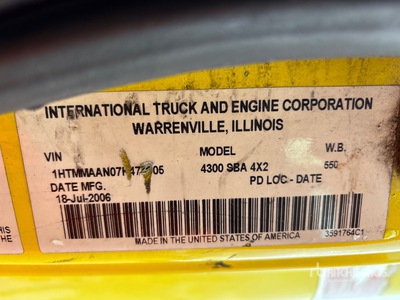 INTERNATIONAL TRUCK AND ENGINE CORPORATION
WARRENVILLE, ILLINOIS
VIN MODEL W.B.
4300 SBA 4X2 550
DATE MFG. PD LOC - DATE
18-Jul-2006
MADE IN THE UNITED STATES OF AMERICA 3591764C1